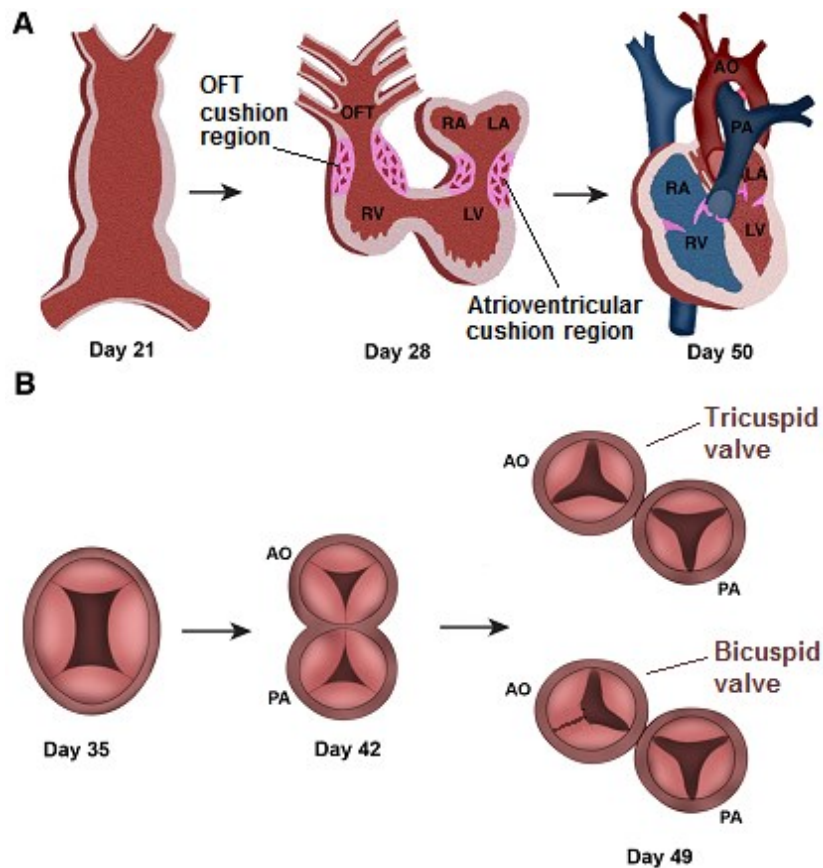 A
OFT
cushion
region
OFT
RA LA
RV LV
Atrioventricular
cushion region
AO
PA
RA LA
RV LV
Day 21
Day 28
Day 50
B
Tricuspid
valve
AO
PA
AO
PA
Bicuspid
valve
AO
PA
Day 35
Day 42
Day 49